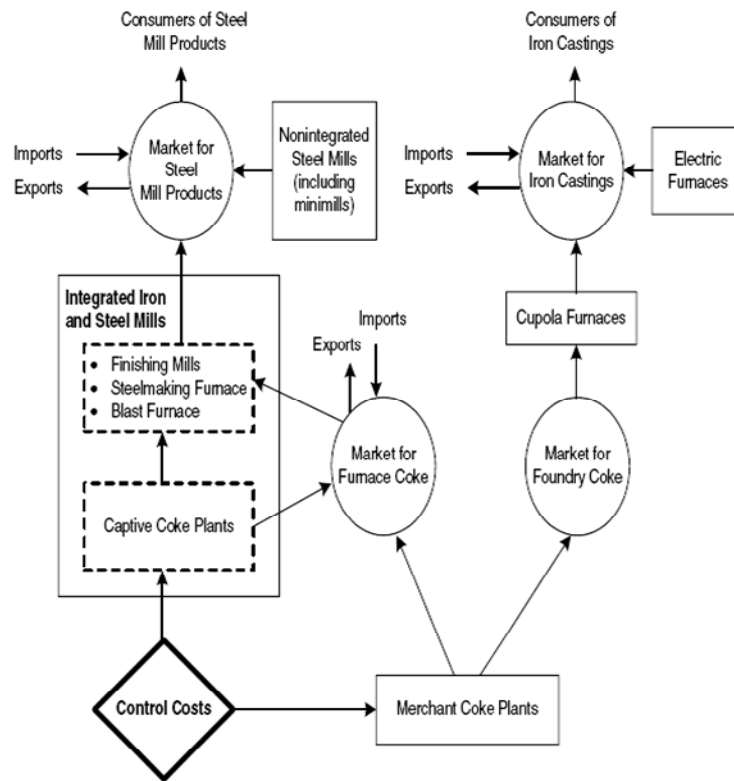 Consumers of Steel
Mill Products
Consumers of
Iron Castings
Imports
Exports
Market for
Steel
Mill Products
Nonintegrated
Steel Mills
(including
minimills)
Imports
Exports
Market for
Iron Castings
Electric
Furnaces
Integrated Iron
and Steel Mills
• Finishing Mills
• Steelmaking Furnace
• Blast Furnace
Imports
Exports
Cupola Furnaces
Market for
Furnace Coke
Market for
Foundry Coke
Captive Coke Plants
Control Costs
Merchant Coke Plants